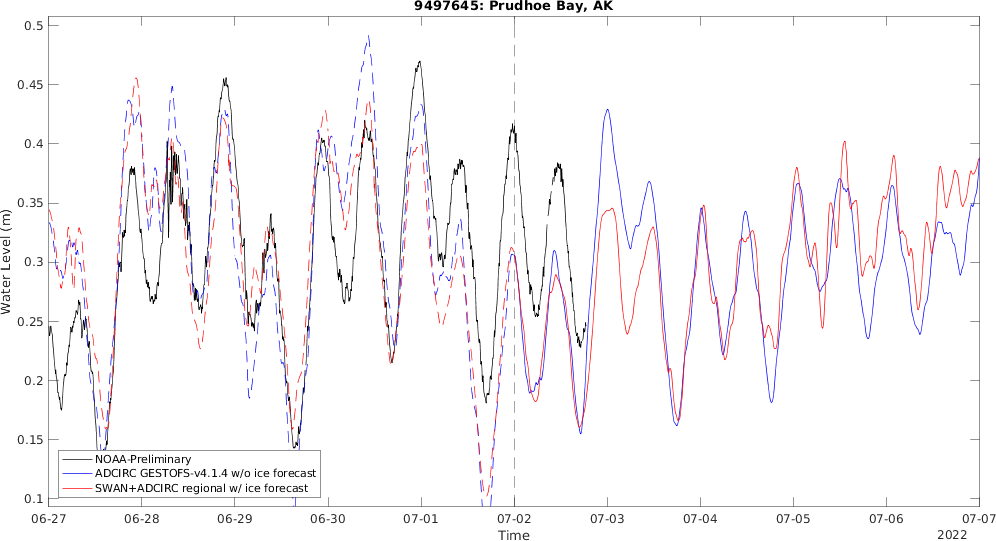 9497645: Prudhoe Bay, AK
0.5
0.45
0.4
0.35
0.3
0.25
0.2
0.15
0.1
Water Level (m)
NOAA-Preliminary
ADCIRC GESTOFS-v4.1.4 w/o ice forecast
SWAN+ADCIRC regional w/ ice forecast
06-27 06-28 06-29 06-30 07-01 07-02 07-03 07-04 07-05 07-06 07-07
Time
2022